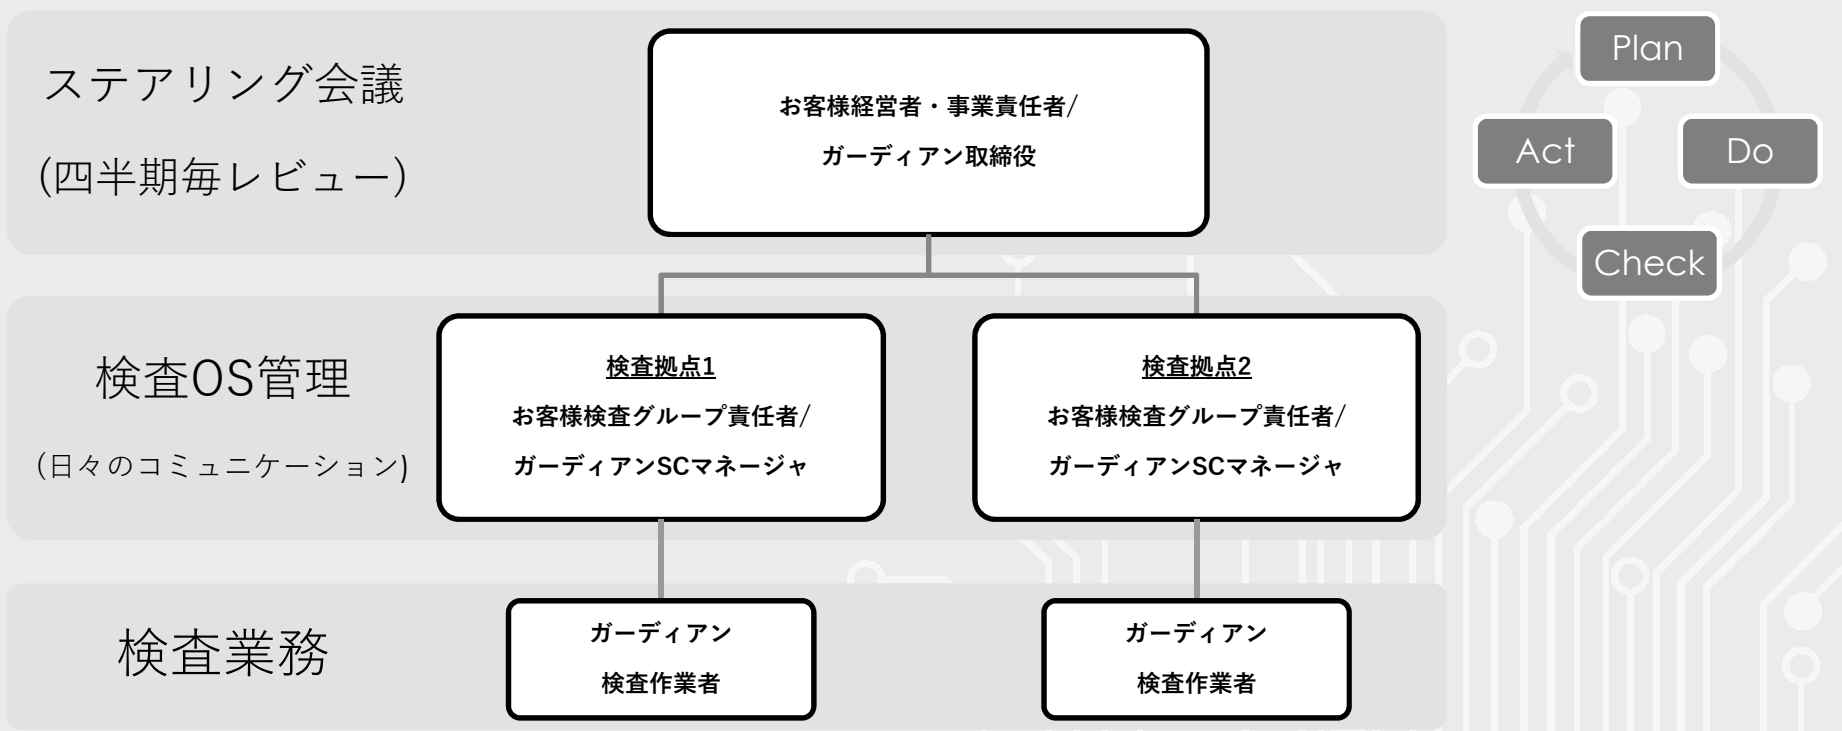 ステアリング会議
(四半期毎レビュー)
お客様経営者・事業責任者/
ガーディアン取締役
Plan
Do
Check
Act
検査OS管理
(日々のコミュニケーション)
検査拠点1
お客様検査グループ責任者/
ガーディアンSCマネージャ
検査拠点2
お客様検査グループ責任者/
ガーディアンSCマネージャ
検査業務
ガーディアン
検査作業者
ガーディアン
検査作業者